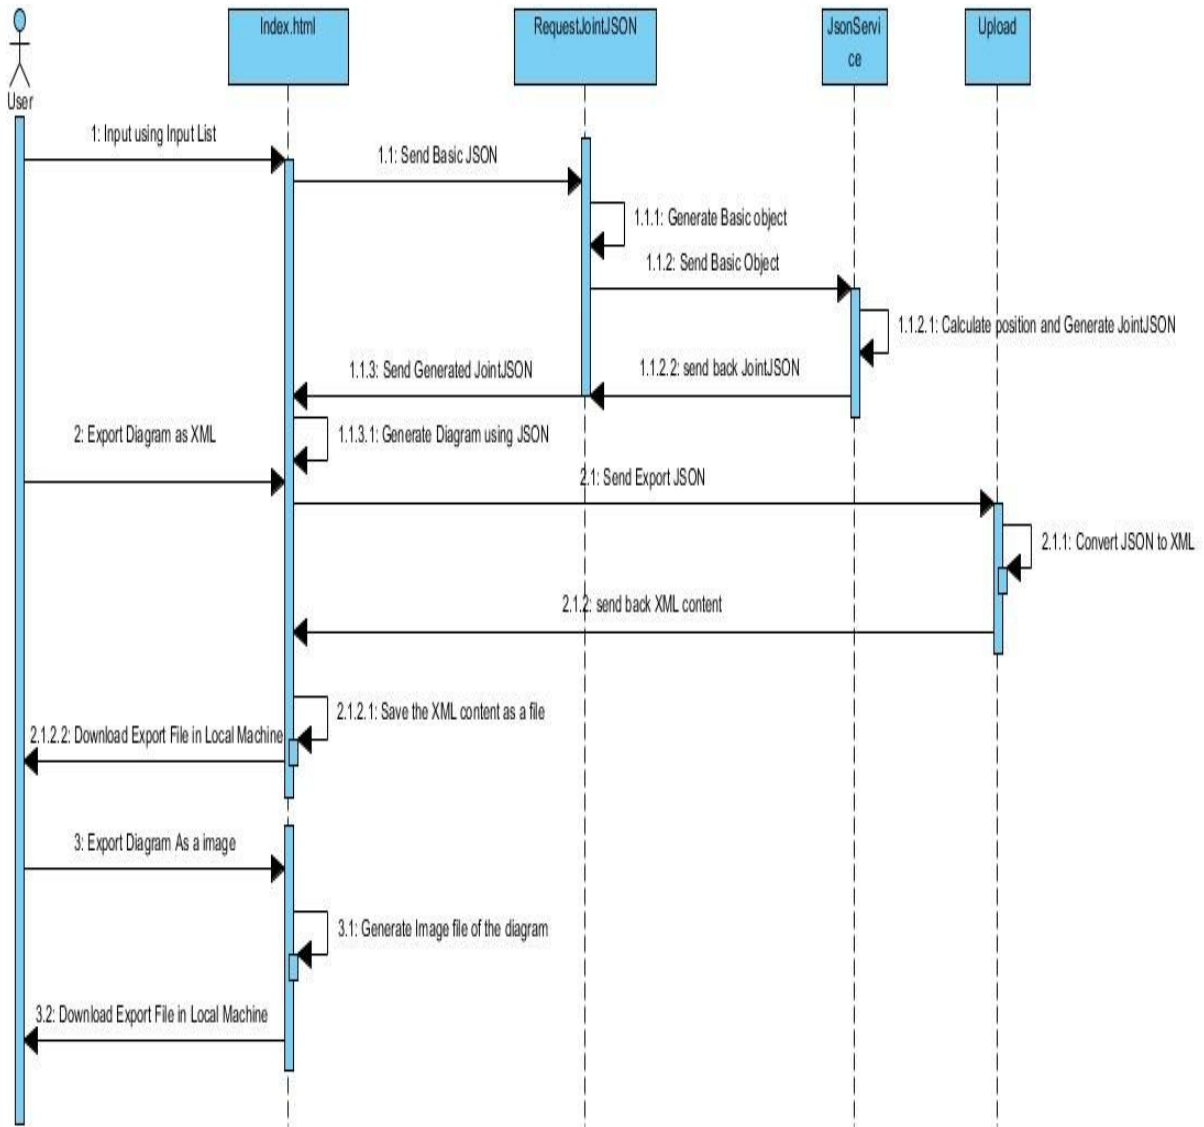 Index.html
RequestJointJSON
JsonServi
ce
Upload
User
1: Input using Input List
1.1: Send Basic JSON
1.1.1: Generate Basic object
1.1.2: Send Basic Object
1.1.2.1: Calculate position and Generate JointJSON
1.1.2.2: send back JointJSON
1.1.3: Send Generated JointJSON
1.1.3.1: Generate Diagram using JSON
2: Export Diagram as XML
2.1: Send Export JSON
2.1.1: Convert JSON to XML
2.1.2: send back XML content
2.1.2.1: Save the XML content as a file
2.1.2.2: Download Export File in Local Machine
3: Export Diagram As a image
3.1: Generate Image file of the diagram
3.2: Download Export File in Local Machine